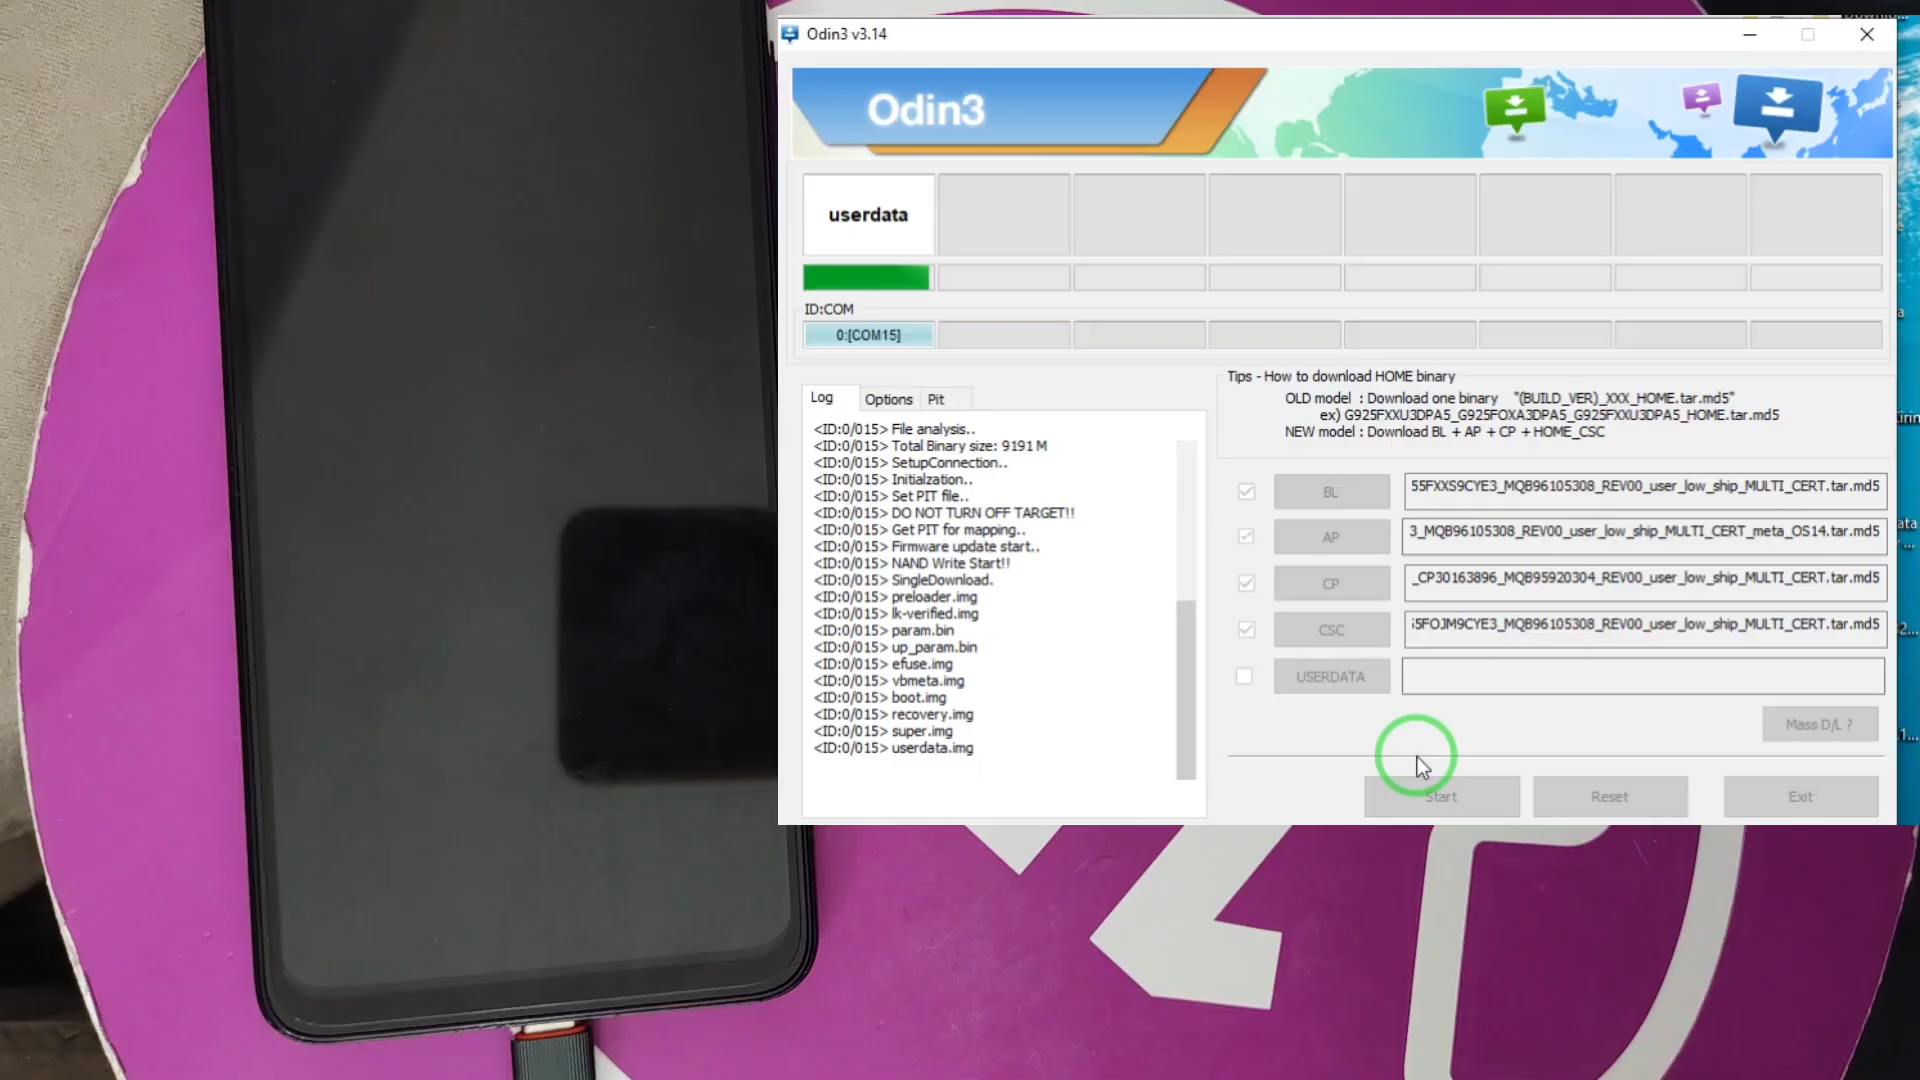 Odin3 v3.14
Odin3
userdata
ID:COM
0:[COM15]
Log
Options
Pit
<ID:0/015> File analysis..
<ID:0/015> Total Binary size: 9191 M
<ID:0/015> SetupConnection..
<ID:0/015> Initialzation..
<ID:0/015> Set PIT file..
<ID:0/015> DO NOT TURN OFF TARGET!!
<ID:0/015> Get PIT for mapping..
<ID:0/015> Firmware update start..
<ID:0/015> NAND Write Start!!
<ID:0/015> SingleDownload.
<ID:0/015> preloader.img
<ID:0/015> lk-verified.img
<ID:0/015> param.bin
<ID:0/015> up_param.bin
<ID:0/015> efuse.img
<ID:0/015> vbmeta.img
<ID:0/015> boot.img
<ID:0/015> recovery.img
<ID:0/015> super.img
<ID:0/015> userdata.img
Tips - How to download HOME binary
OLD model : Download one binary "(BUILD_VER)_XXX_HOME.tar.md5"
ex) G925FXXU3DPA5_G925FOXA3DPA5_G925FXXU3DPA5_HOME.tar.md5
NEW model : Download BL + AP + CP + HOME_CSC
BL 55FXXS9CYE3_MQB96105308_REV00_user_low_ship_MULTI_CERT.tar.md5
AP 3_MQB96105308_REV00_user_low_ship_MULTI_CERT_meta_OS14.tar.md5
CP _CP30163896_MQB95920304_REV00_user_low_ship_MULTI_CERT.tar.md5
CSC 5FOJM9CYE3_MQB96105308_REV00_user_low_ship_MULTI_CERT.tar.md5
USERDATA
Mass D/L ?
Start
Reset
Exit